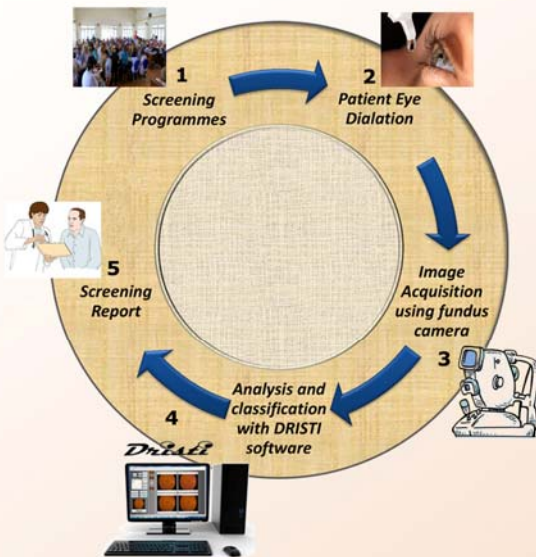 1
Screening
Programmes
2
Patient Eye
Dialation
Image
Acquisition
using fundus
camera
3
Analysis and
classification
with DRISTI
software
4
Dristi
5
Screening
Report